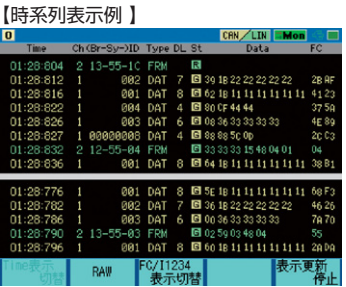 【時系列表示例 】
0 CAN／LIN Mon
Time Ch(Br-Sy-)ID Type DL St Data FC
01:28:804 2 13-55-1C FRM R
01:28:812 1 002 DAT 7 G 39 1B 22 22 22 22 22 2B AF
01:28:816 1 001 DAT 8 G 62 1B 11 11 11 11 11 11 41 23
01:28:822 1 004 DAT 4 G 80 CF 44 44 37 5A
01:28:826 1 003 DAT 6 G 08 36 33 33 33 33 4E 89
01:28:827 1 00000008 DAT 4 G 88 88 5C 0D 2C C3
01:28:832 2 12-55-04 FRM G 33 33 33 15 48 04 01 04
01:28:836 1 001 DAT 8 G 64 1B 11 11 11 11 11 11 38 B1
01:28:776 1 001 DAT 8 G 5E 1B 11 11 11 11 11 11 68 F3
01:28:782 1 002 DAT 7 G 36 1B 22 22 22 22 22 46 26
01:28:786 1 003 DAT 6 G 00 36 33 33 33 33 7A 70
01:28:790 2 13-55-03 FRM G 02 59 03 48 04 55
01:28:796 1 001 DAT 8 G 60 1B 11 11 11 11 11 11 2A DA
Time表示 切替
RAW
FC/I1234 表示切替
表示更新 停止